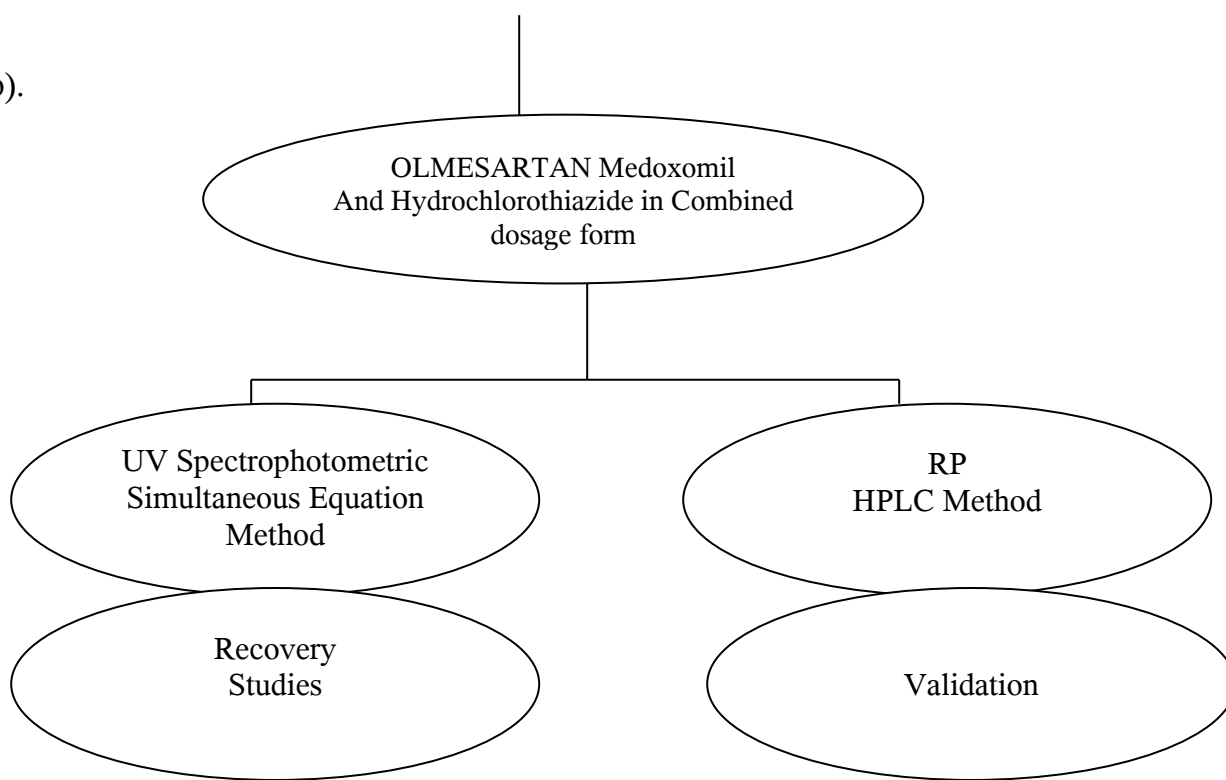 ).
OLMESARTAN Medoxomil
And Hydrochlorothiazide in Combined
dosage form
UV Spectrophotometric
Simultaneous Equation
Method
RP
HPLC Method
Recovery
Studies
Validation